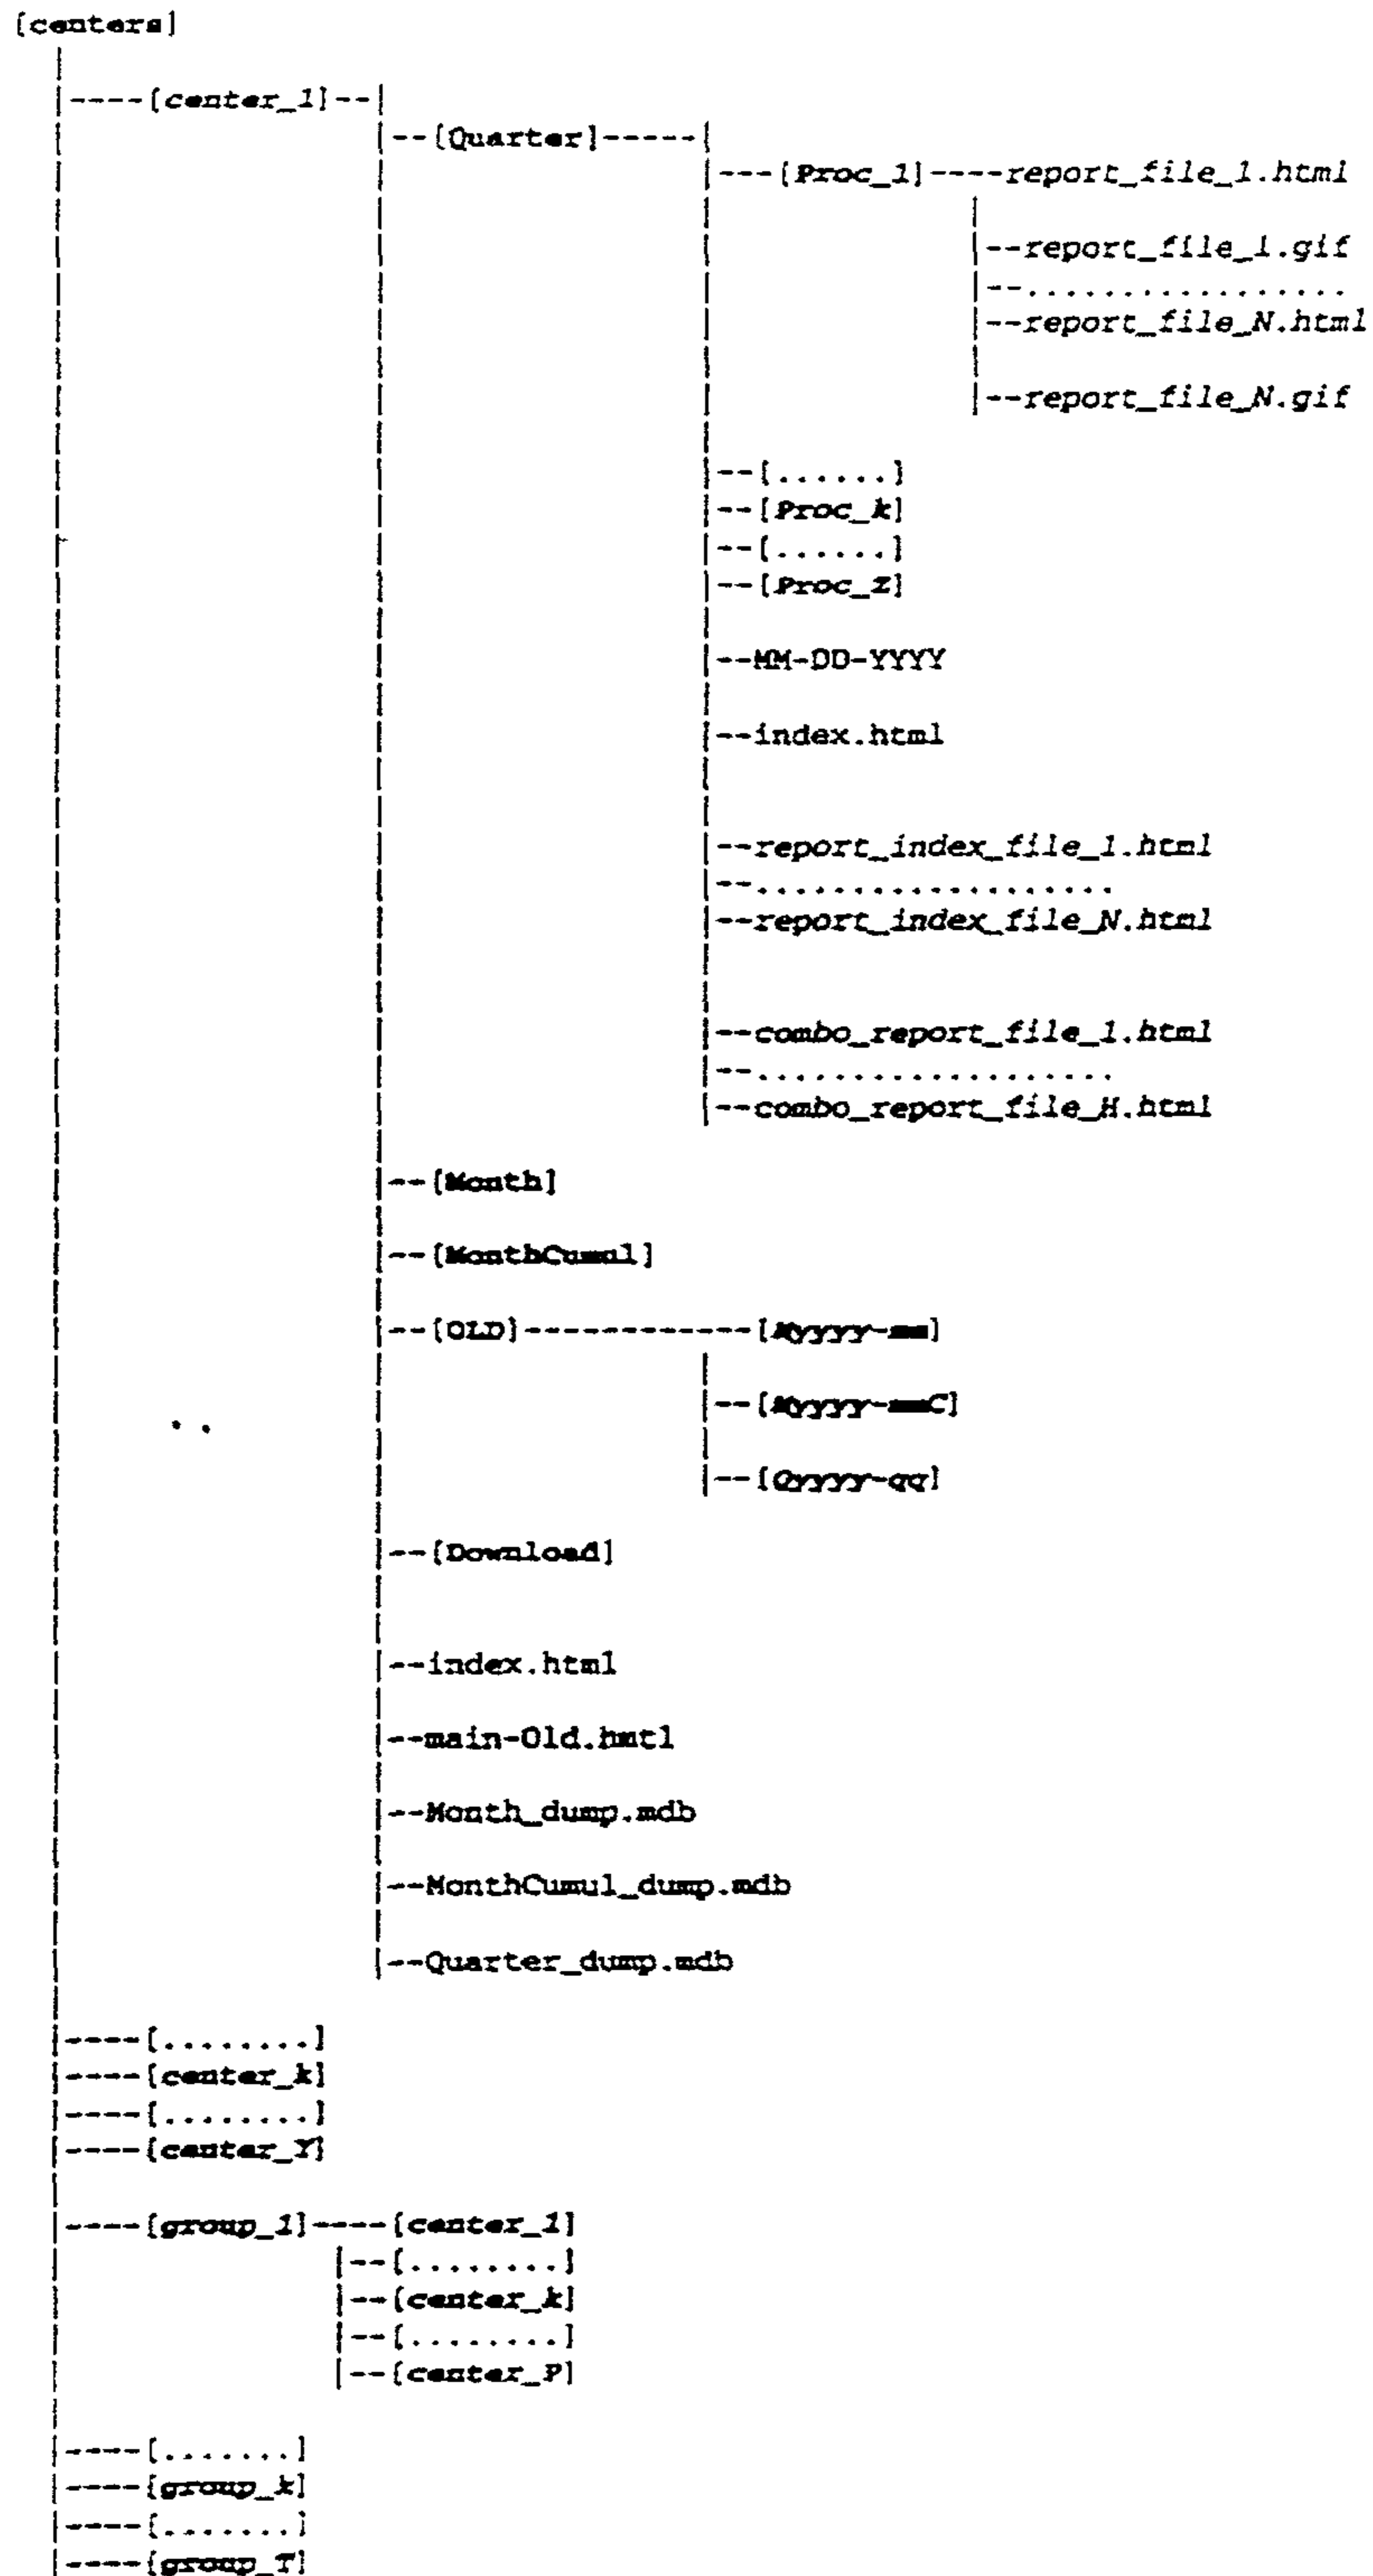 [centers]
----[center_1]--
--[Quarter]-----
---[Proc_1]----report_file_1.html
--report_file_1.gif
--.................
--report_file_N.html
--report_file_N.gif
--[......]
--[Proc_k]
--[......]
--[Proc_Z]
--MM-DD-YYYY
--index.html
--report_index_file_1.html
--...................
--report_index_file_N.html
--combo_report_file_1.html
--...................
--combo_report_file_H.html
--[Month]
--[MonthCumul]
--[OLD]------------[Myyyy-mm]
--[Myyyy-mmC]
--[Qyyyy-qq]
--[Download]
--index.html
--main-Old.hmtl
--Month_dump.mdb
--MonthCumul_dump.mdb
--Quarter_dump.mdb
----[........]
----[center_k]
----[........]
----[center_Y]
----[group_1]----[center_1]
--[........]
--[center_k]
--[........]
--[center_P]
----[.......]
----[group_k]
----[.......]
----[group_T]